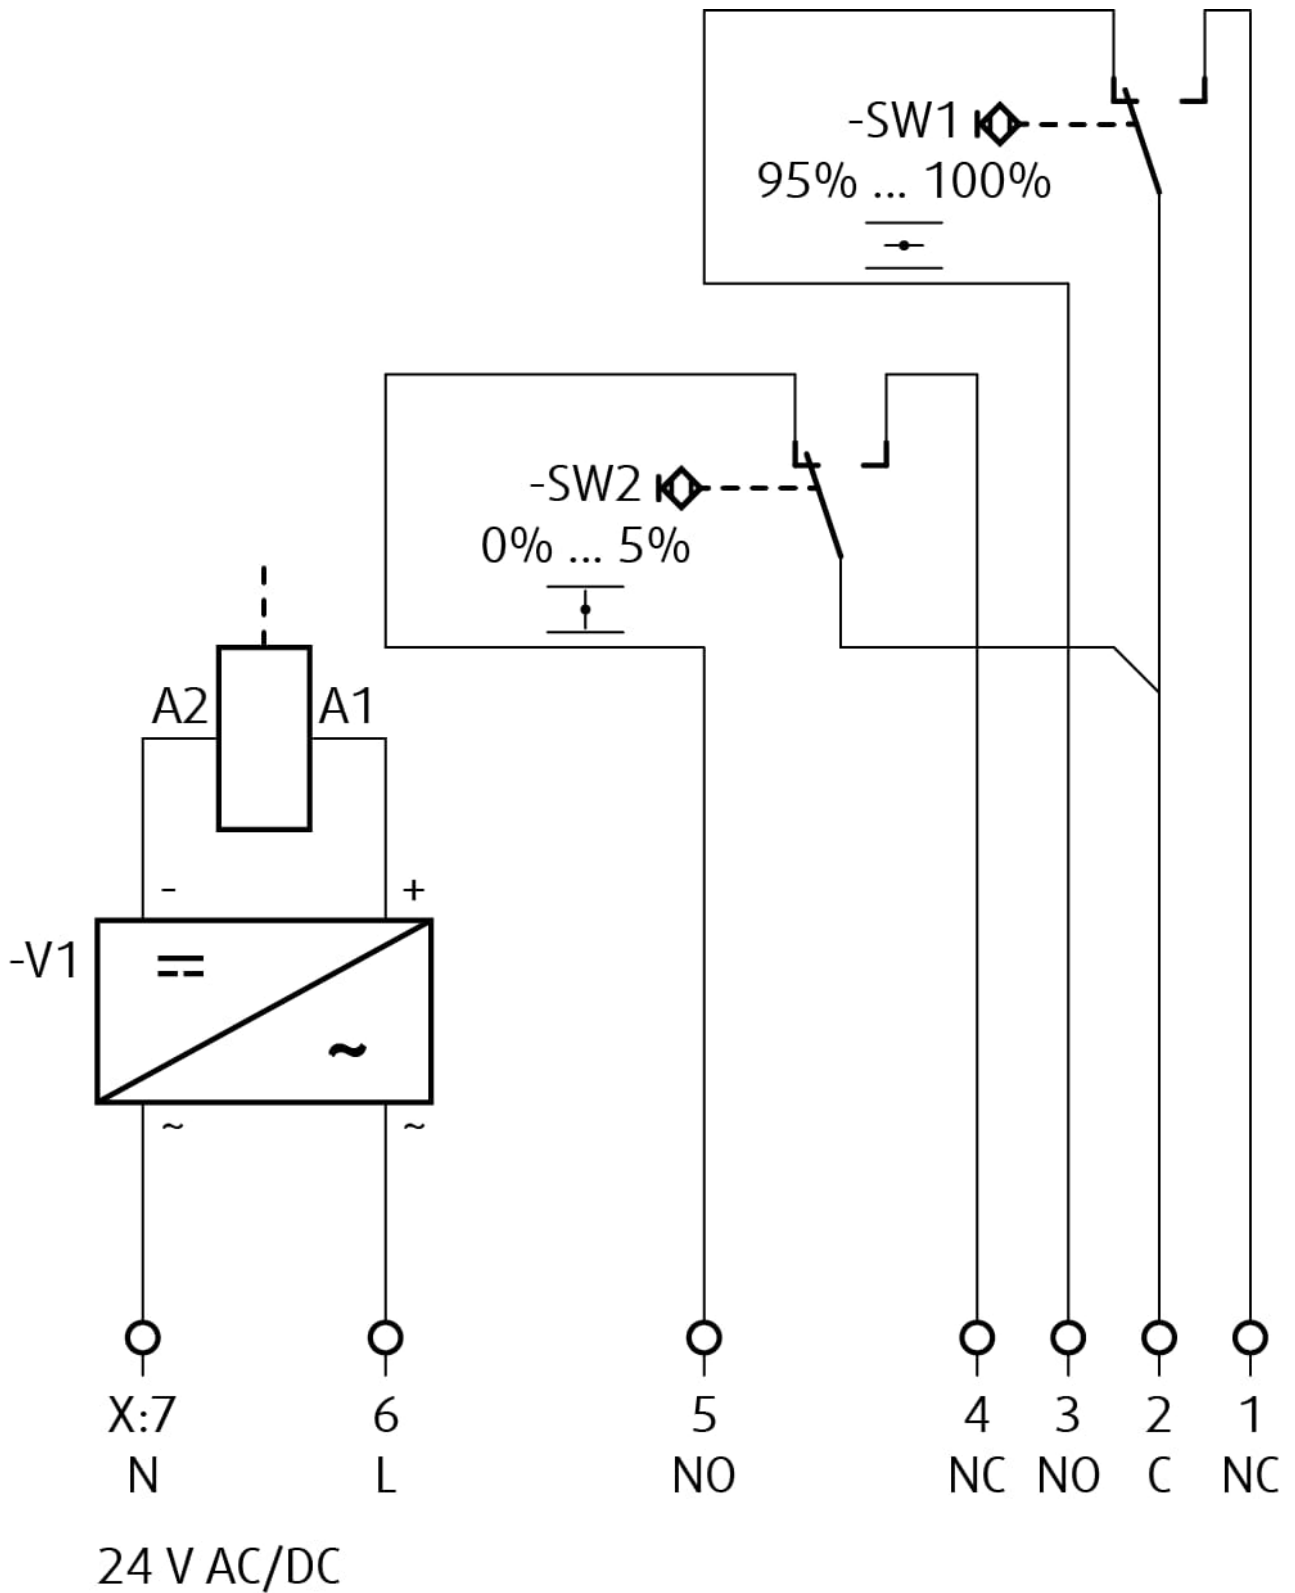 -SW1
95% ... 100%
-SW2
0% ... 5%
A2 A1
- +
-V1
~
~ ~
X:7 6 5 4 3 2 1
N L NO NC NO C NC
24 V AC/DC